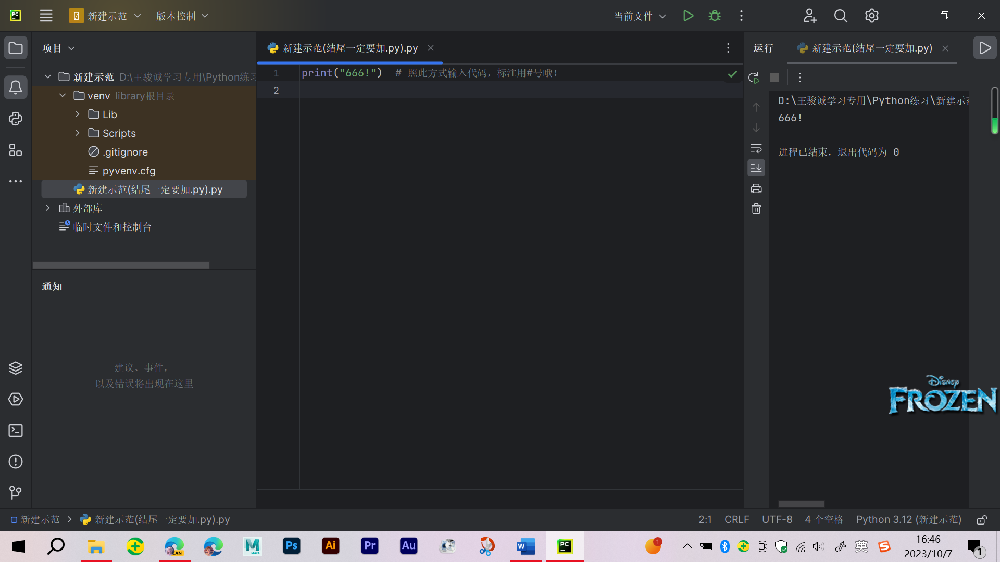 PC
新建示范
版本控制
当前文件
项目
新建示范(结尾一定要加.py).py
运行
新建示范(结尾一定要加.py)
新建示范 D:\王骏诚学习专用\Python练习
venv library根目录
Lib
Scripts
.gitignore
pyvenv.cfg
新建示范(结尾一定要加.py).py
外部库
临时文件和控制台
1 print("666!")  # 照此方式输入代码，标注用#号哦！
2
D:\王骏诚学习专用\Python练习\新建示范
666!
进程已结束，退出代码为 0
通知
建议、事件，
以及错误将出现在这里
Disney
FROZEN
新建示范 > 新建示范(结尾一定要加.py).py
2:1 CRLF UTF-8 4 个空格 Python 3.12 (新建示范)
MAYA
Ps
Ai
Pr
Au
W
PC
1
英
S
16:46
2023/10/7
1